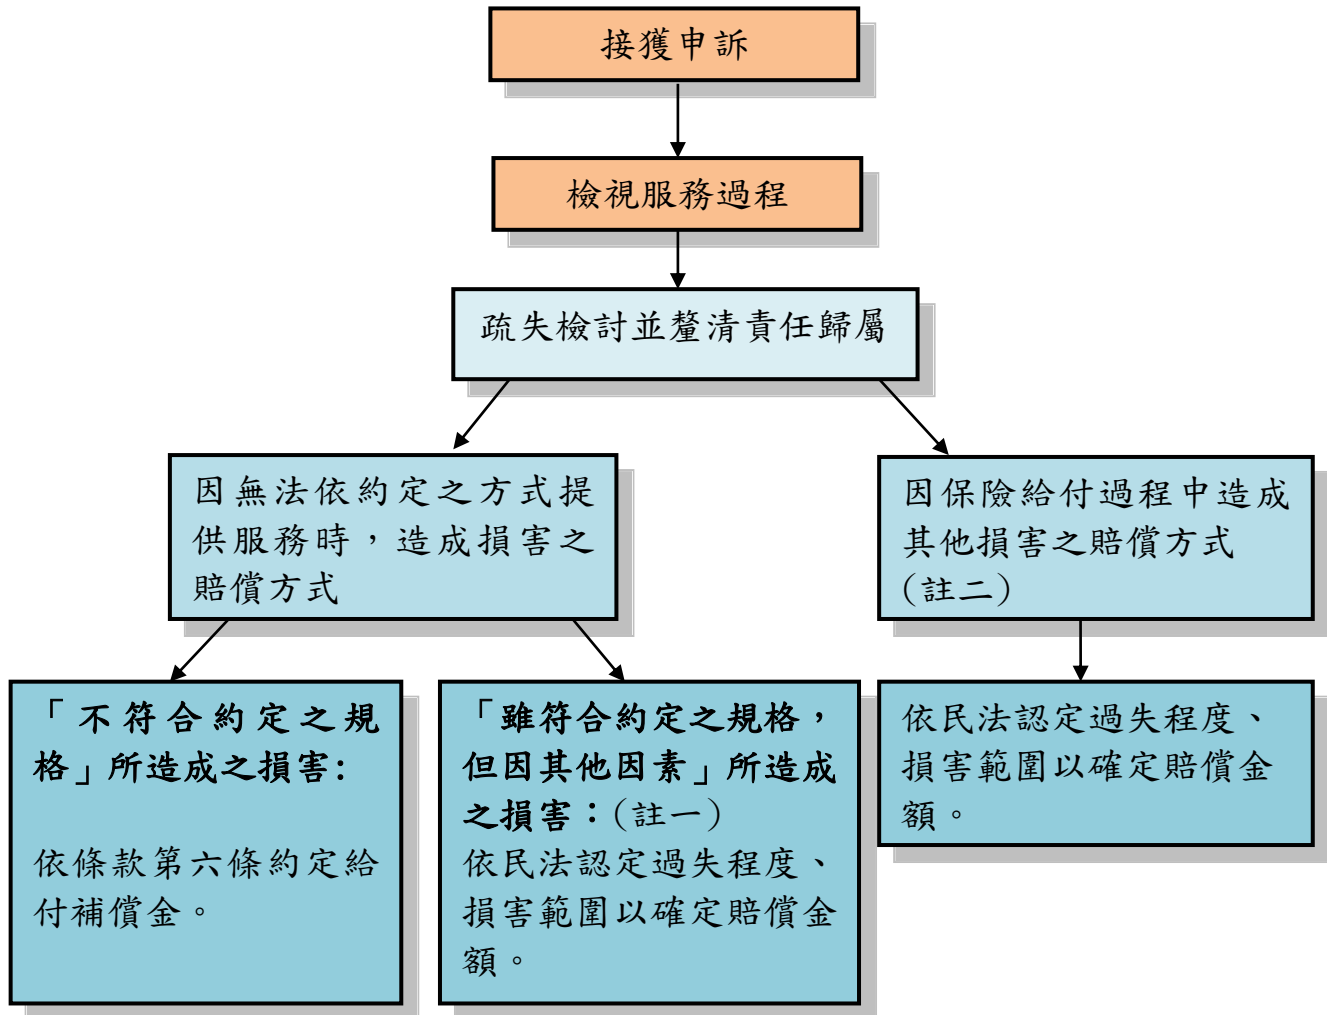 接獲申訴
檢視服務過程
疏失檢討並釐清責任歸屬
因無法依約定之方式提
供服務時，造成損害之
賠償方式
因保險給付過程中造成
其他損害之賠償方式
(註二)
「不符合約定之規
格」所造成之損害:
依條款第六條約定給
付補償金。
「雖符合約定之規格，
但因其他因素」所造成
之損害：(註一)
依民法認定過失程度、
損害範圍以確定賠償金
額。
依民法認定過失程度、
損害範圍以確定賠償金
額。